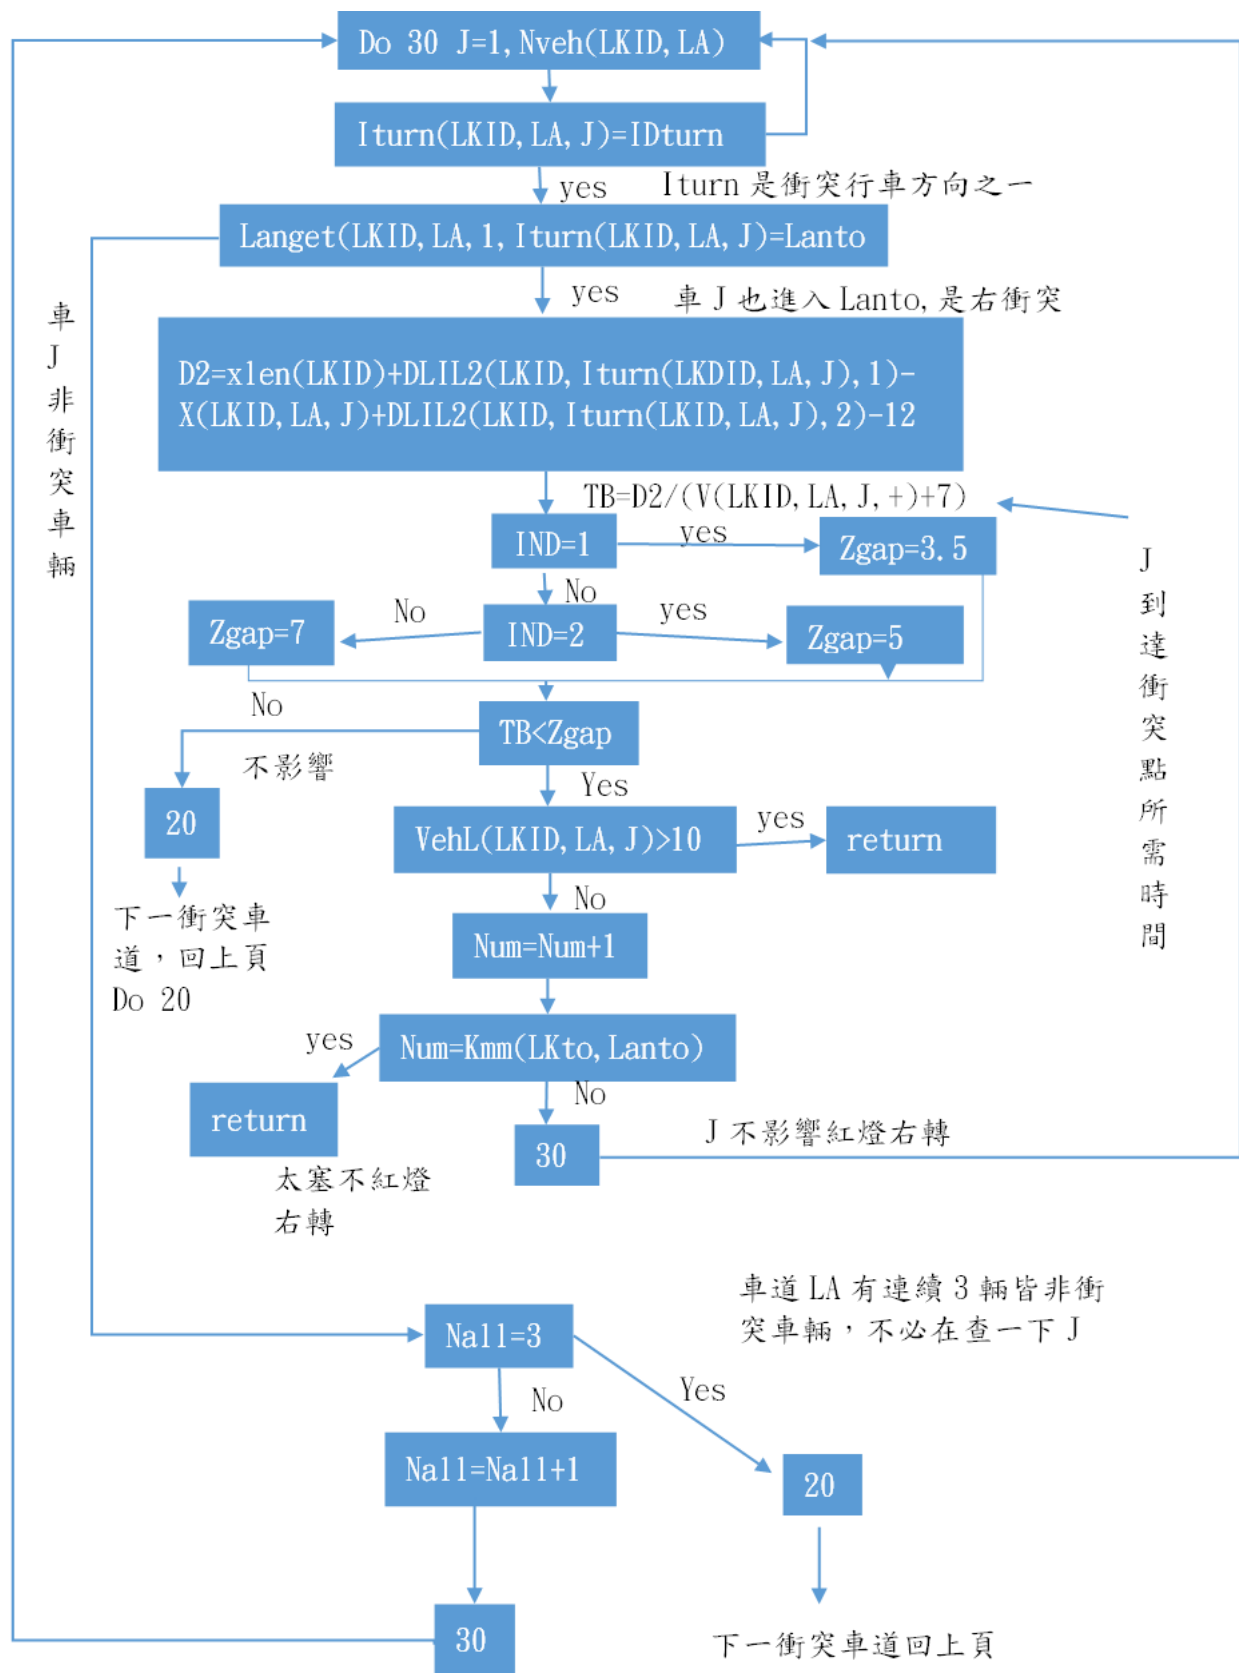 Do 30 J=1,Nveh(LKID,LA)
Iturn(LKID,LA,J)=IDturn
yes
Iturn 是衝突行車方向之一
Langet(LKID,LA,1,Iturn(LKID,LA,J)=Lanto
yes
車 J 也進入 Lanto,是右衝突
車
J
非
衝
突
車
輛
D2=xlen(LKID)+DLIL2(LKID,Iturn(LKDID,LA,J),1)-
X(LKID,LA,J)+DLIL2(LKID,Iturn(LKID,LA,J),2)-12
TB=D2/(V(LKID,LA,J,+)+7)
IND=1
yes
Zgap=3.5
J
到
達
衝
突
點
所
需
時
間
No
Zgap=7
No
IND=2
yes
Zgap=5
No
TB<Zgap
不影響
Yes
20
VehL(LKID,LA,J)>10
yes
return
下一衝突車
道，回上頁
Do 20
No
Num=Num+1
yes
Num=Kmm(LKto,Lanto)
return
No
30
J 不影響紅燈右轉
太塞不紅燈
右轉
車道 LA 有連續 3 輛皆非衝
突車輛，不必在查一下 J
Nall=3
No
Yes
Nall=Nall+1
20
30
下一衝突車道回上頁